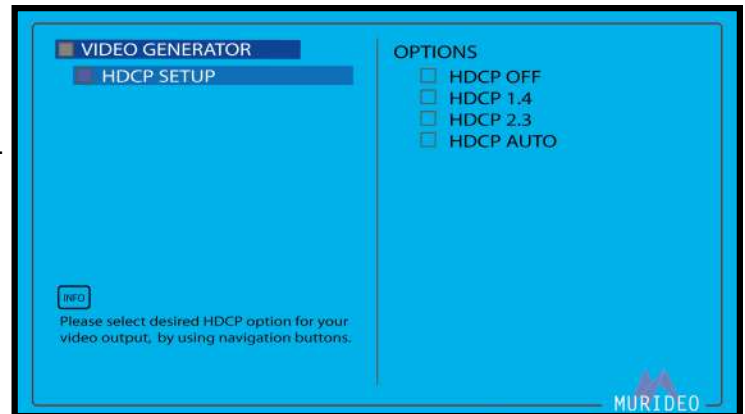 VIDEO GENERATOR
HDCP SETUP
OPTIONS
HDCP OFF
HDCP 1.4
HDCP 2.3
HDCP AUTO
INFO
Please select desired HDCP option for your
video output, by using navigation buttons.
MURIDEO